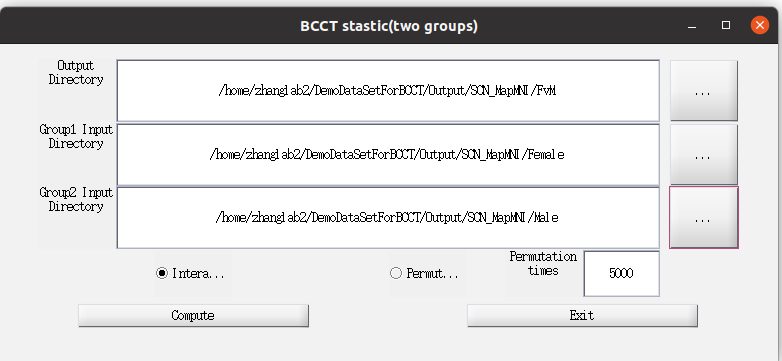 BCCT stastic(two groups)
Output
Directory
/home/zhanglab2/DemoDataSetForBCCT/Output/SCN_MapMNI/FvM
...
Group1 Input
Directory
/home/zhanglab2/DemoDataSetForBCCT/Output/SCN_MapMNI/Female
...
Group2 Input
Directory
/home/zhanglab2/DemoDataSetForBCCT/Output/SCN_MapMNI/Male
...
Intera...
Permut...
Permutation
times
5000
Compute
Exit